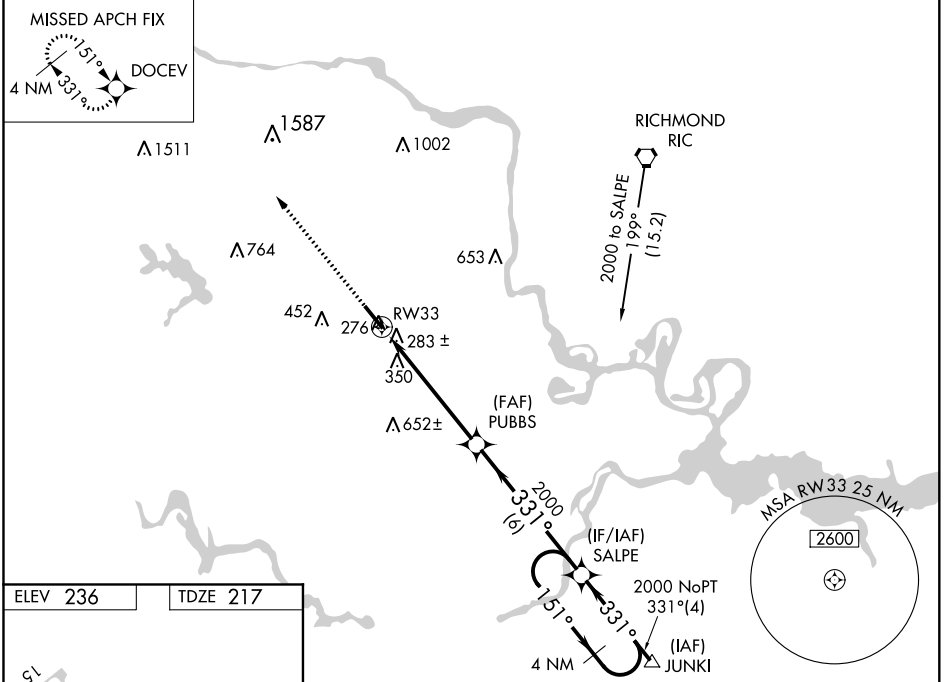 MISSED APCH FIX
151°
DOCEV
4 NM
331°
1511
1587
1002
RICHMOND
RIC
2000 to SALPE
199°
(15.2)
764
653
452
276
RW33
283 ±
350
652±
(FAF)
PUBBS
2000
331°
(6)
(IF/IAF)
SALPE
2000 NoPT
331°(4)
331°
151°
4 NM
(IAF)
JUNKI
MSA RW33 25 NM
2600
ELEV 236
TDZE 217
15